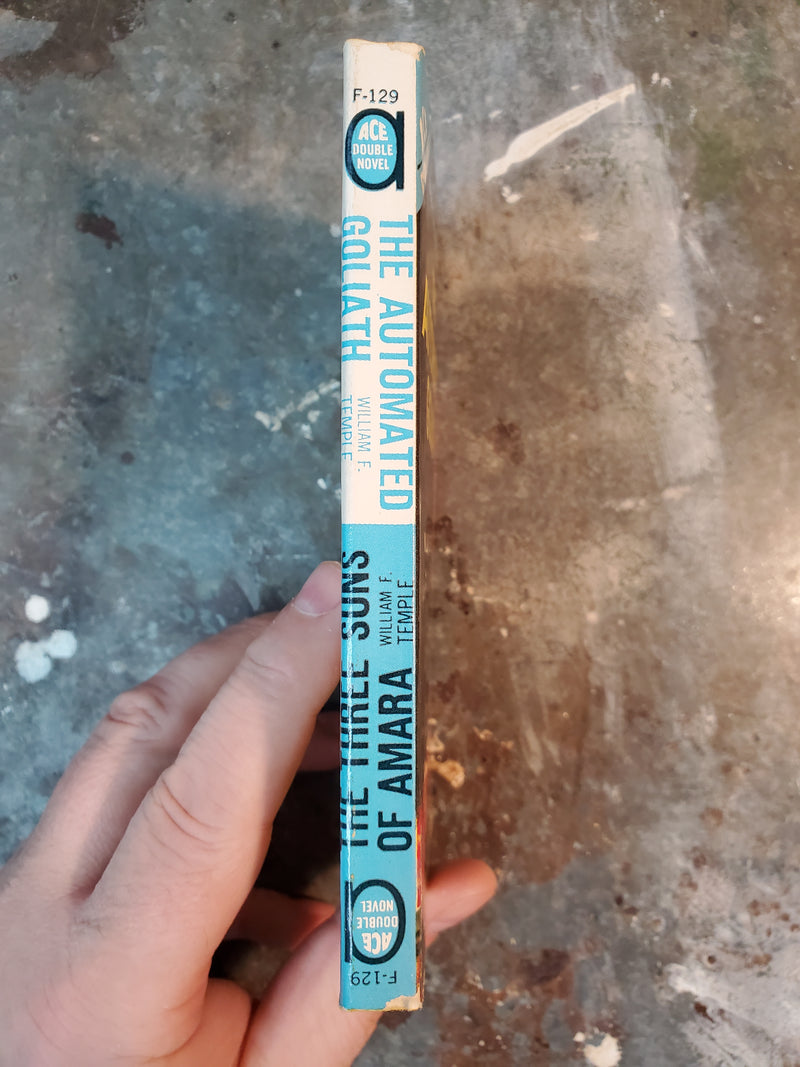 F-129
ACE
DOUBLE
NOVEL
THE AUTOMATED
GOLIATH
WILLIAM F.
TEMPLE
THE THREE SUNS
OF AMARA
WILLIAM F.
TEMPLE
ACE
DOUBLE
NOVEL
F-129